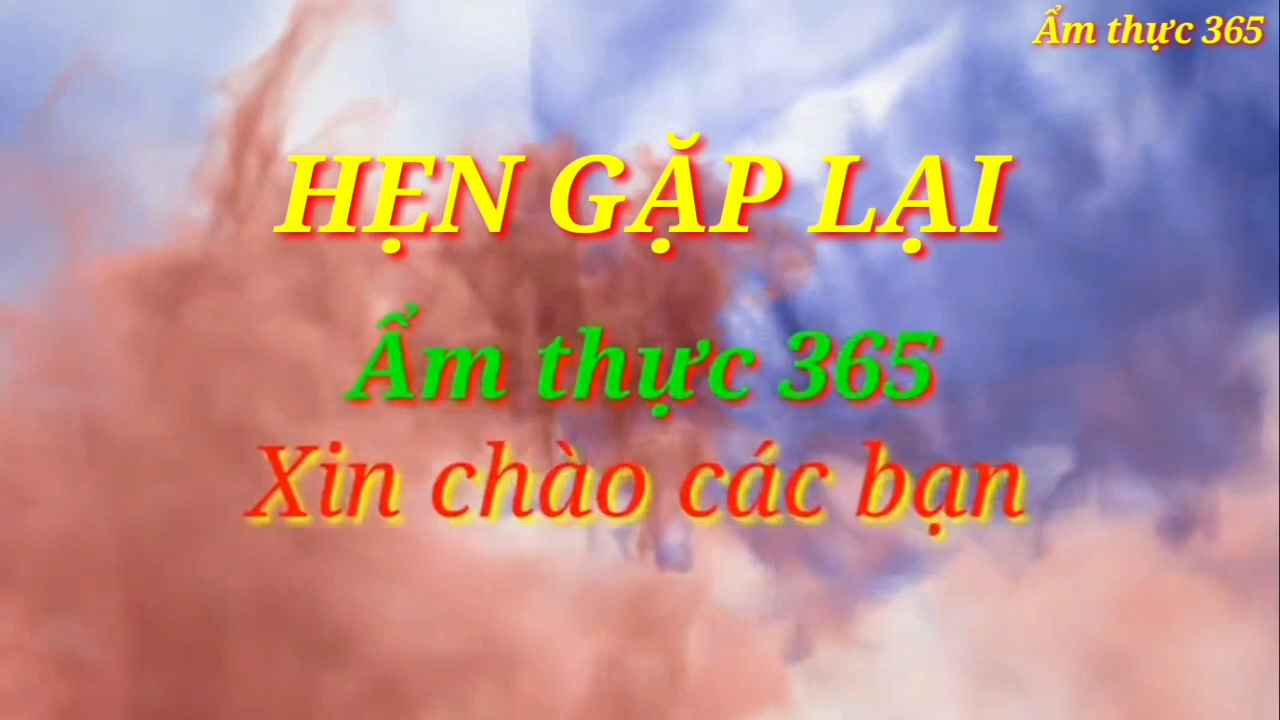 Ẩm thực 365
HẸN GẶP LẠI
Ẩm thực 365
Xin chào các bạn